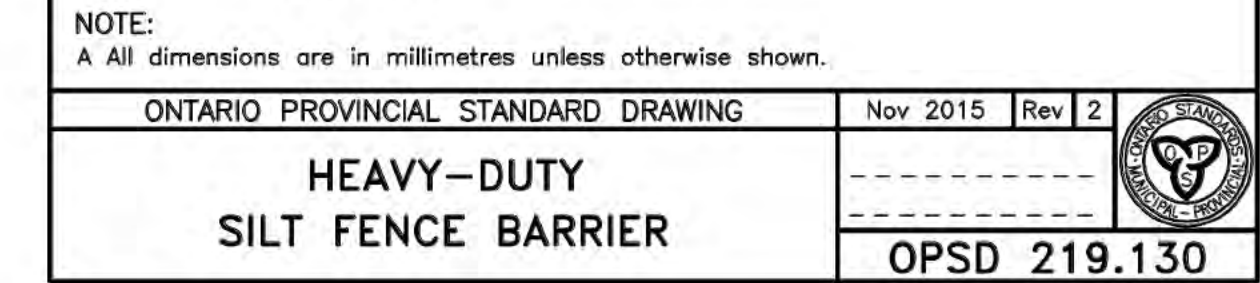 NOTE:
A All dimensions are in millimetres unless otherwise shown.
ONTARIO PROVINCIAL STANDARD DRAWING
Nov 2015 Rev 2
HEAVY-DUTY
SILT FENCE BARRIER
ONTARIO STANDARDS
MUNICIPAL - PROVINCIAL
O P S
OPSD 219.130